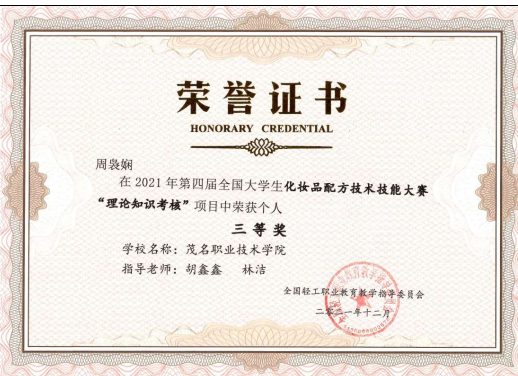 荣誉证书
HONORARY CREDENTIAL
周袅娴
在 2021 年第四届全国大学生化妆品配方技术技能大赛
“理论知识考核”项目中荣获个人
三等奖
学校名称：茂名职业技术学院
指导老师：胡鑫鑫 林洁
全国轻工职业教育教学指导委员会
二零二一年十二月